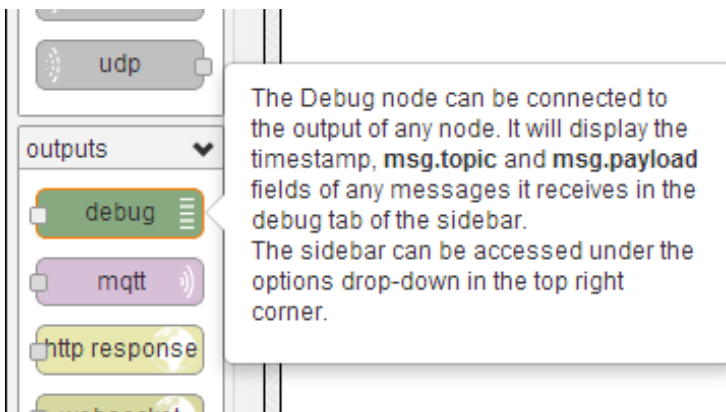 udp
outputs
debug
mqtt
http response
The Debug node can be connected to
the output of any node. It will display the
timestamp, msg.topic and msg.payload
fields of any messages it receives in the
debug tab of the sidebar.
The sidebar can be accessed under the
options drop-down in the top right
corner.